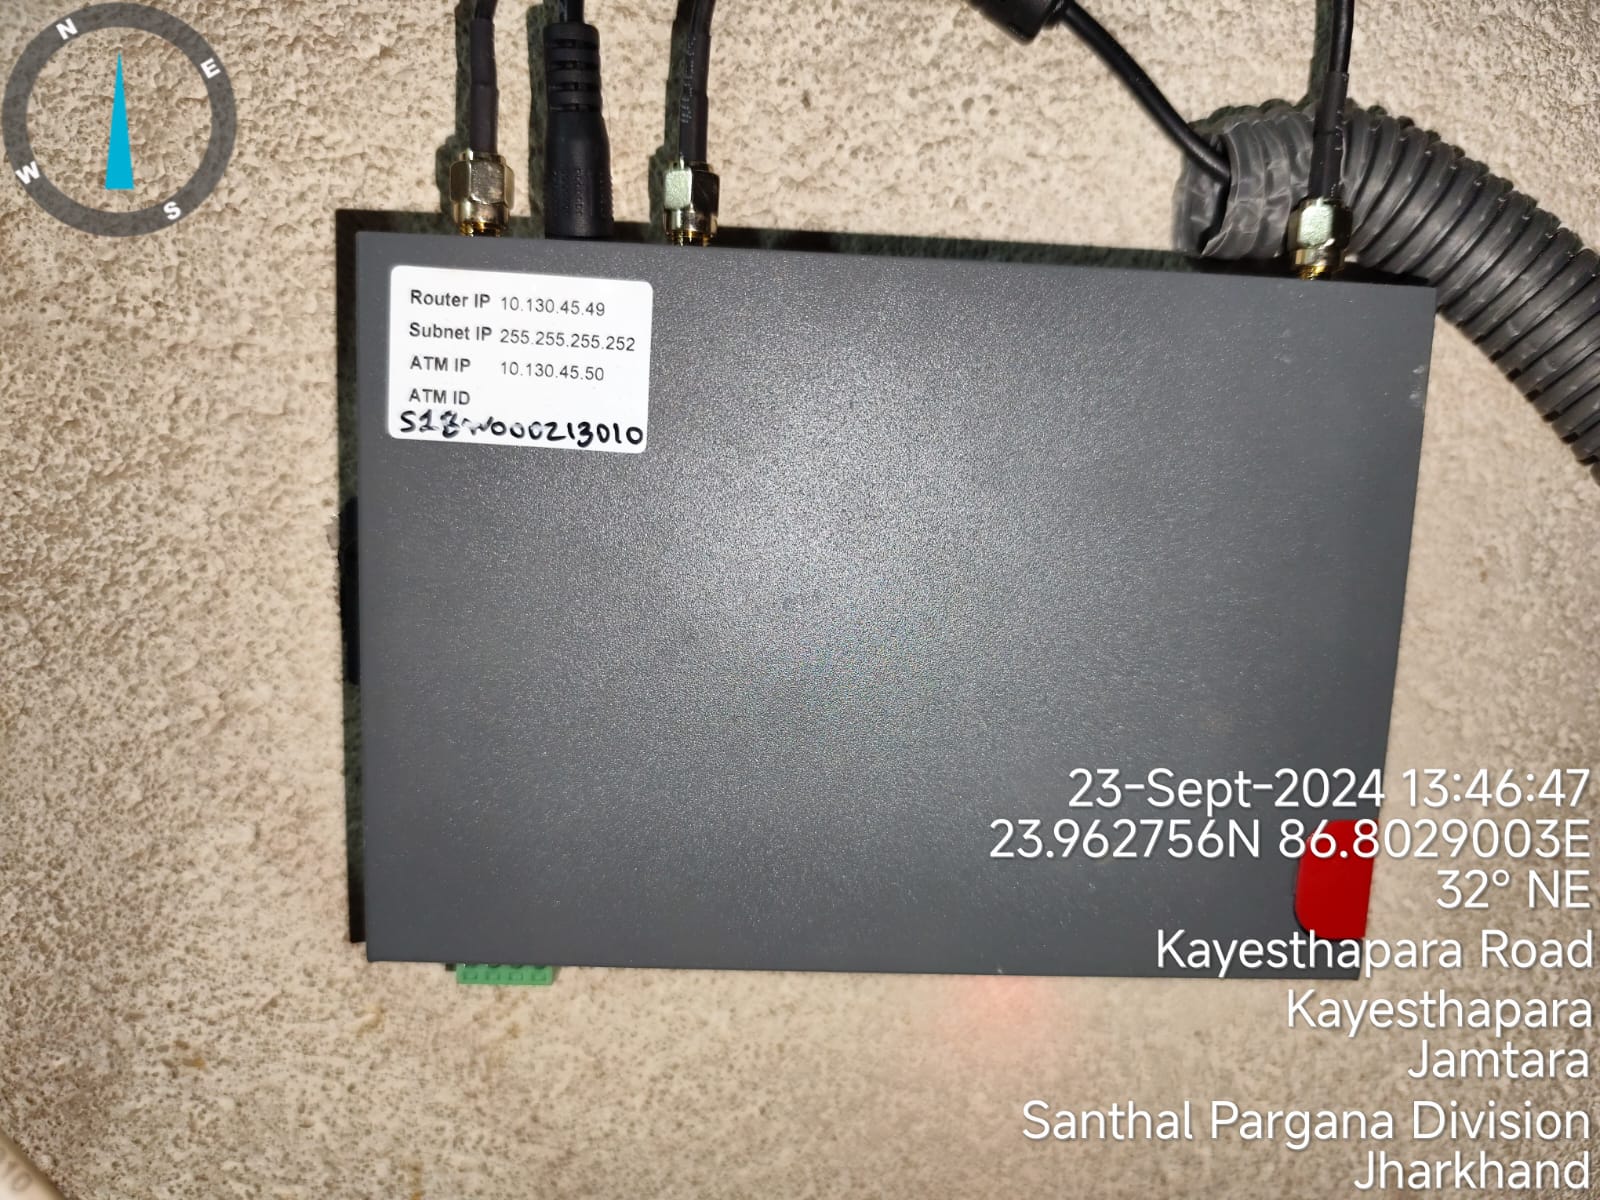 N
E
W
S
Router IP 10.130.45.49
Subnet IP 255.255.255.252
ATM IP 10.130.45.50
ATM ID
23-Sept-2024 13:46:47
23.962756N 86.8029003E
32° NE
Kayesthapara Road
Kayesthapara
Jamtara
Santhal Pargana Division
Jharkhand